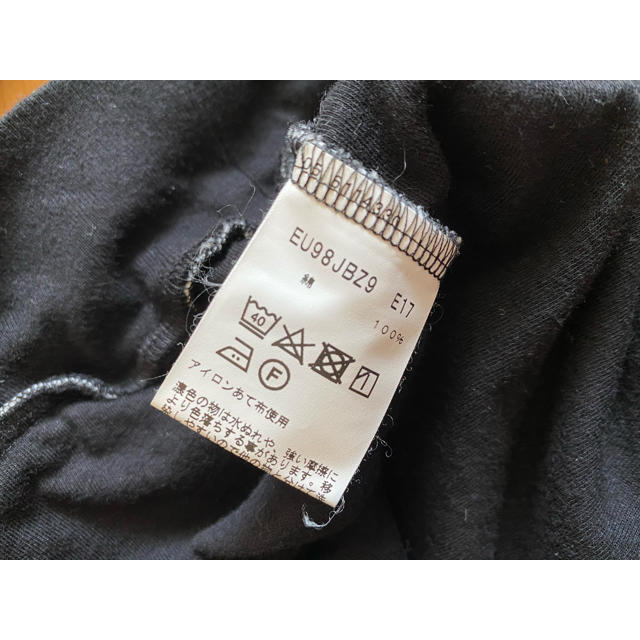 EU98JBZ9 E17
絹 100%
40
F
アイロンあて布使用
濃色の物は水ぬれや、強い摩擦に
より色落ちする事があります。移